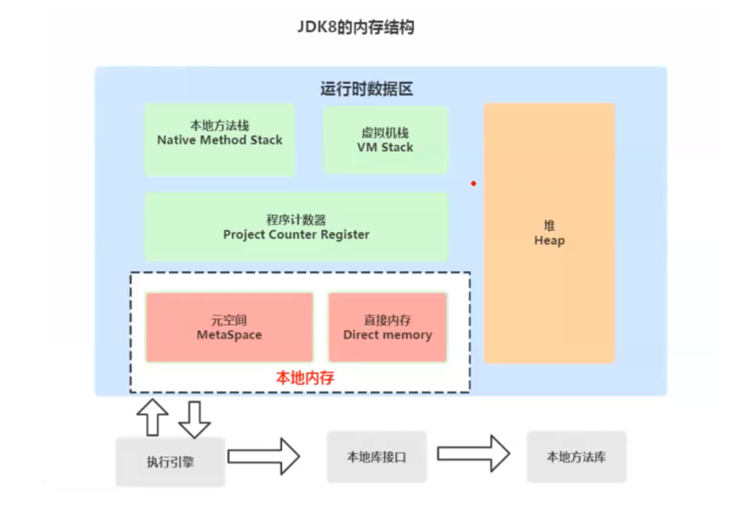 JDK8的内存结构
运行时数据区
本地方法栈
Native Method Stack
虚拟机栈
VM Stack
程序计数器
Project Counter Register
堆
Heap
元空间
MetaSpace
直接内存
Direct memory
本地内存
执行引擎
本地库接口
本地方法库